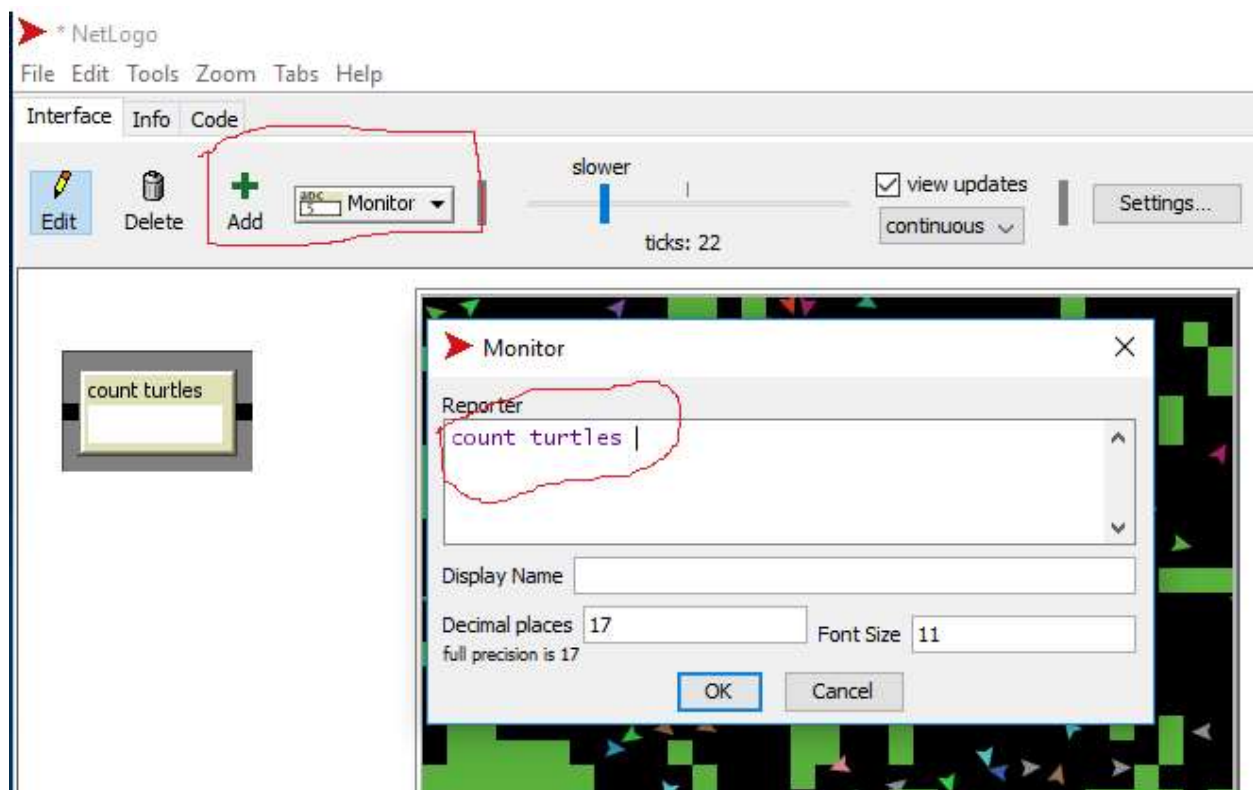 * NetLogo
File Edit Tools Zoom Tabs Help
Interface Info Code
Edit Delete Add abc 5 Monitor slower ticks: 22 view updates continuous Settings...
count turtles
Monitor
Reporter
count turtles
Display Name
Decimal places 17 Font Size 11
full precision is 17
OK Cancel